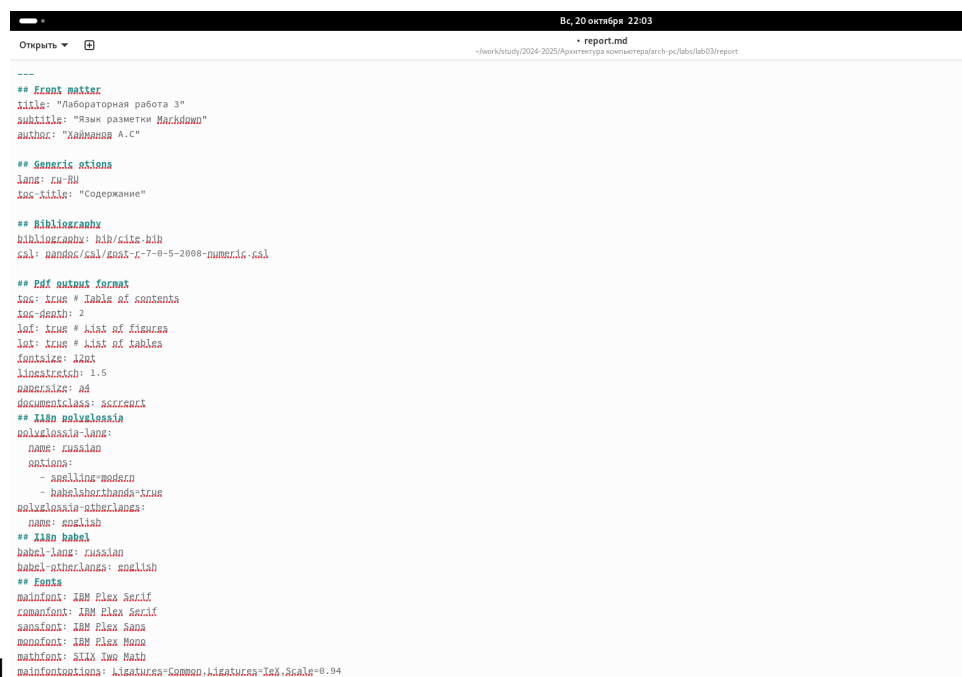 Вс, 20 октября 22:03
Открыть
• report.md
~/work/study/2024-2025/Архитектура компьютера/arch-pc/labs/lab03/report
---
## Front matter
title: "Лабораторная работа 3"
subtitle: "Язык разметки Markdown"
author: "Хайманов А.С"

## Generic otions
lang: ru-RU
toc-title: "Содержание"

## Bibliography
bibliography: bib/cite.bib
csl: pandoc/csl/gost-r-7-0-5-2008-numeric.csl

## Pdf output format
toc: true # Table of contents
toc-depth: 2
lof: true # List of figures
lot: true # List of tables
fontsize: 12pt
linestretch: 1.5
papersize: a4
documentclass: scrreprt
## I18n polyglossia
polyglossia-lang:
  name: russian
  options:
    - spelling=modern
    - babelshorthands=true
polyglossia-otherlangs:
  name: english
## I18n babel
babel-lang: russian
babel-otherlangs: english
## Fonts
mainfont: IBM Plex Serif
romanfont: IBM Plex Serif
sansfont: IBM Plex Sans
monofont: IBM Plex Mono
mathfont: STIX Two Math
mainfontoptions: Ligatures=Common,Ligatures=TeX,Scale=0.94